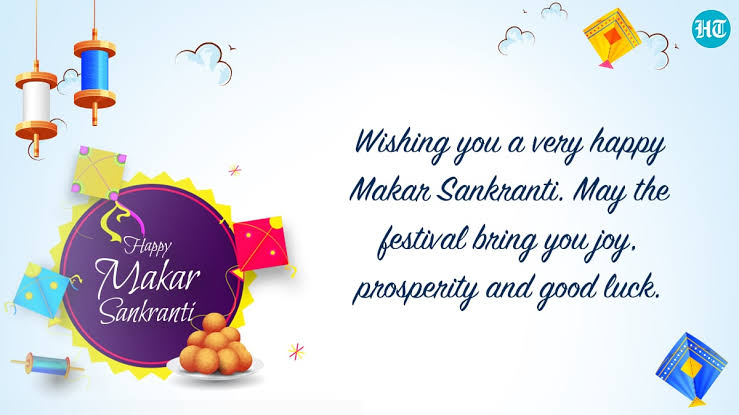 HT
Wishing you a very happy
Makar Sankranti. May the
festival bring you joy,
prosperity and good luck.
Happy
Makar
Sankranti